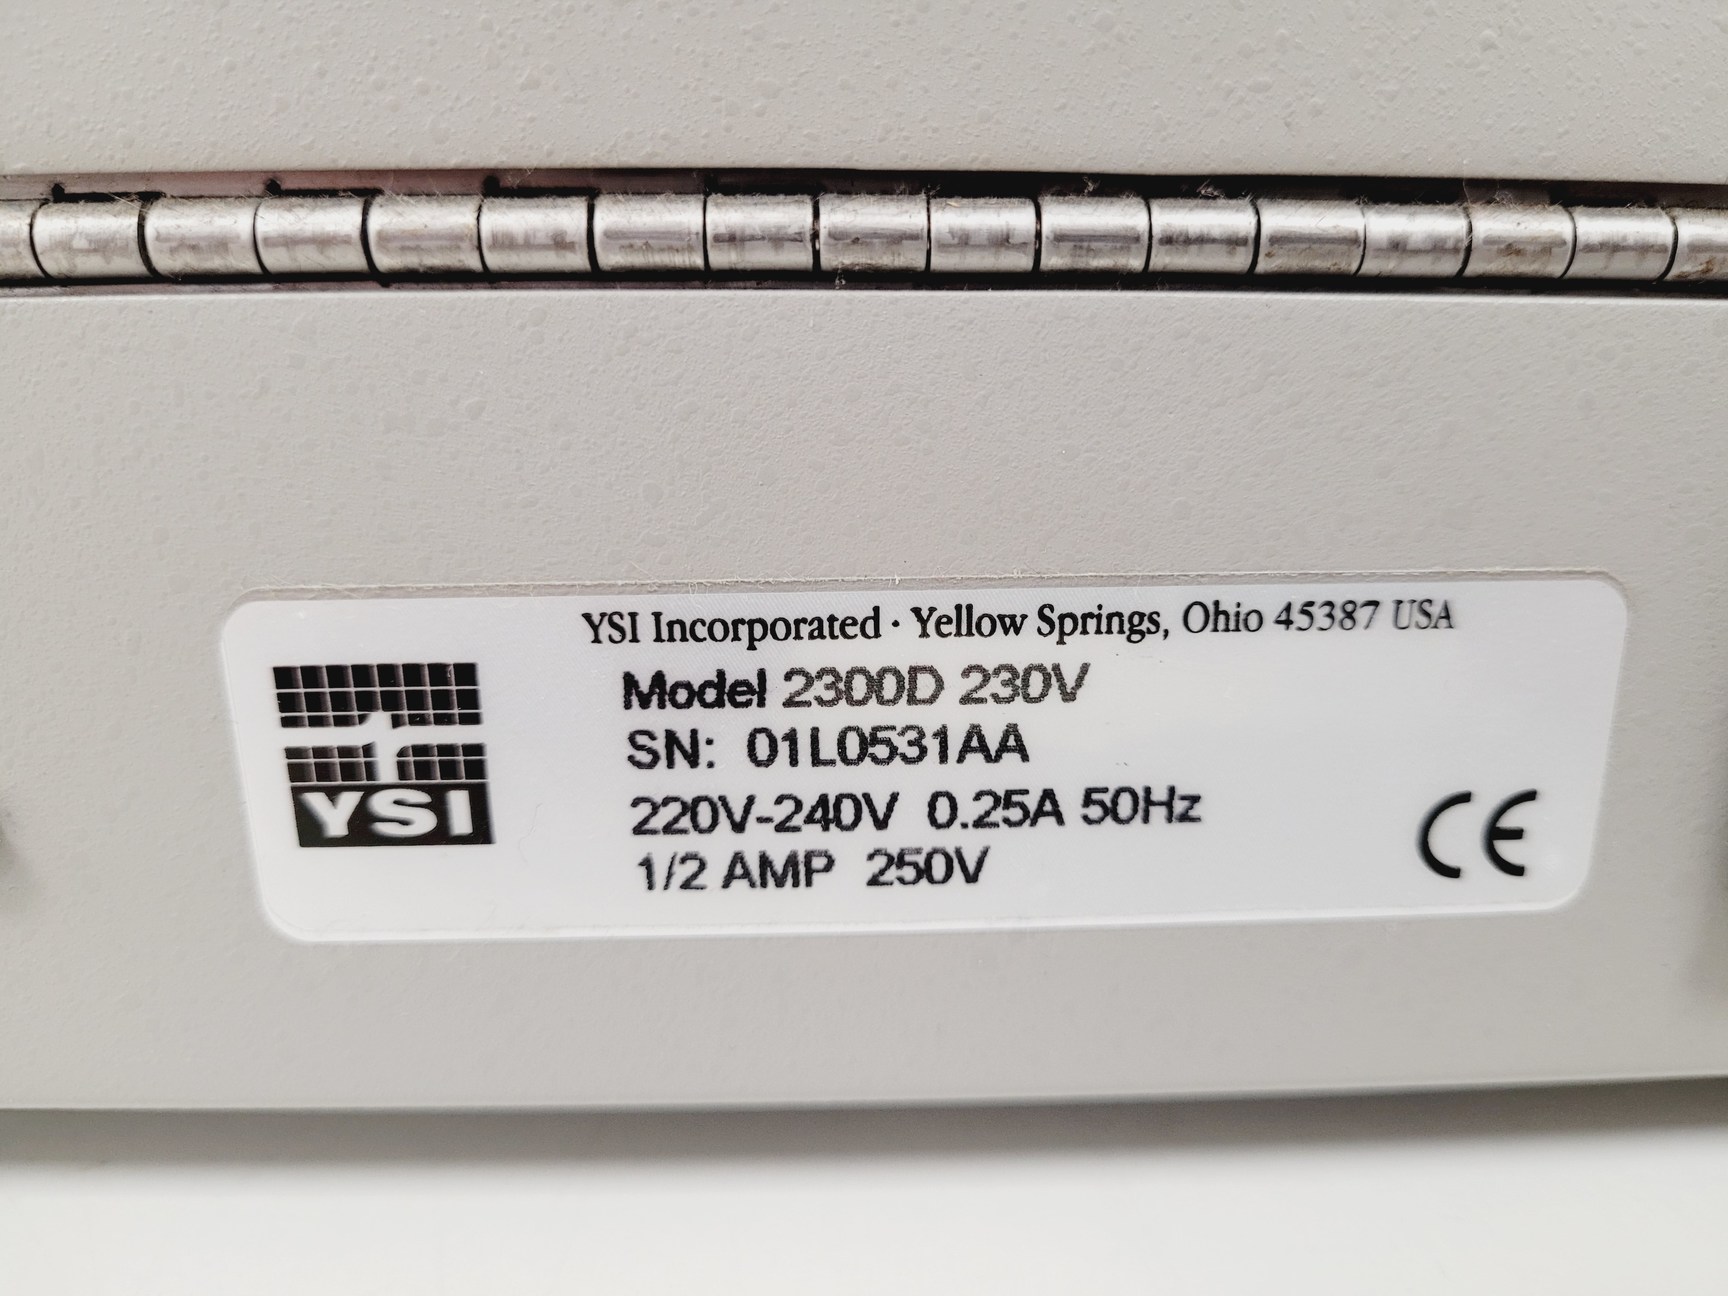 YSI Incorporated · Yellow Springs, Ohio 45387 USA
Model 2300D 230V
SN: 01L0531AA
220V-240V 0.25A 50Hz
1/2 AMP 250V
YSI
CE